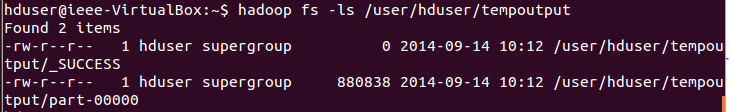 hduser@ieee-VirtualBox:~$ hadoop fs -ls /user/hduser/tempoutput
Found 2 items
-rw-r--r--   1 hduser supergroup          0 2014-09-14 10:12 /user/hduser/tempou
tput/_SUCCESS
-rw-r--r--   1 hduser supergroup     880838 2014-09-14 10:12 /user/hduser/tempou
tput/part-00000